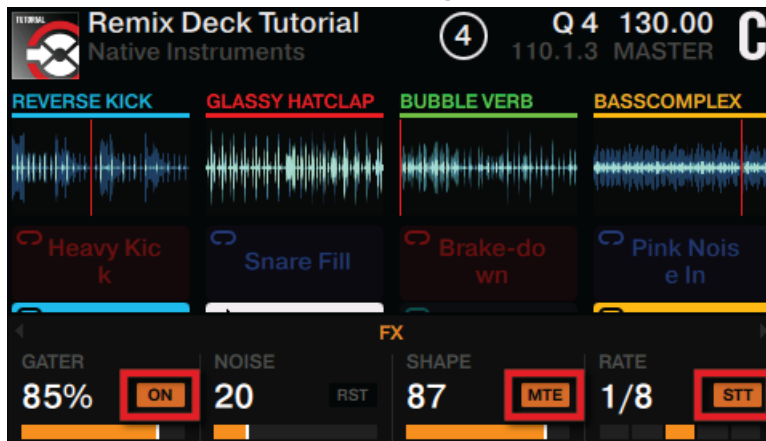 TUTORIAL
Remix Deck Tutorial
Native Instruments
4
Q 4 130.00
110.1.3 MASTER
C
REVERSE KICK GLASSY HATCLAP BUBBLE VERB BASSCOMPLEX
Heavy Kic
k
Snare Fill
Brake-do
wn
Pink Nois
e In
FX
GATER NOISE SHAPE RATE
85% ON 20 RST 87 MTE 1/8 STT